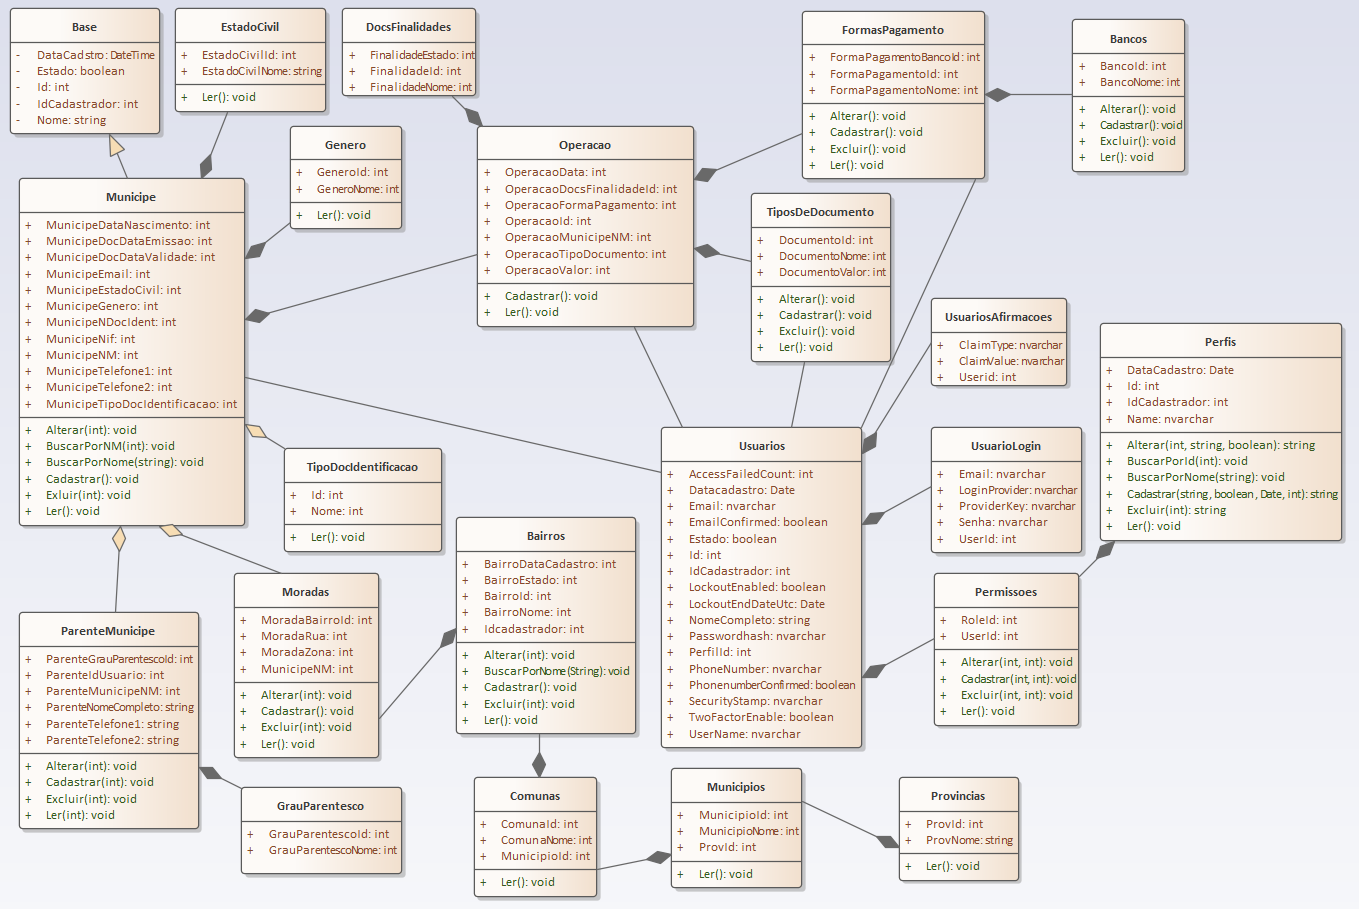 Base
- DataCadstro: DateTime
- Estado: boolean
- Id: int
- IdCadastrador: int
- Nome: string
EstadoCivil
+ EstadoCivilId: int
+ EstadoCivilNome: string
+ Ler(): void
DocsFinalidades
+ FinalidadeEstado: int
+ FinalidadeId: int
+ FinalidadeNome: int
FormasPagamento
+ FormaPagamentoBancoId: int
+ FormaPagamentoId: int
+ FormaPagamentoNome: int
+ Alterar(): void
+ Cadastrar(): void
+ Excluir(): void
+ Ler(): void
Bancos
+ BancoId: int
+ BancoNome: int
+ Alterar(): void
+ Cadastrar(): void
+ Excluir(): void
+ Ler(): void
Genero
+ GeneroId: int
+ GeneroNome: int
+ Ler(): void
Operacao
+ OperacaoData: int
+ OperacaoDocsFinalidadeId: int
+ OperacaoFormaPagamento: int
+ OperacaoId: int
+ OperacaoMunicipeNM: int
+ OperacaoTipoDocumento: int
+ OperacaoValor: int
+ Cadastrar(): void
+ Ler(): void
Municipe
+ MunicipeDataNascimento: int
+ MunicipeDocDataEmissao: int
+ MunicipeDocDataValidade: int
+ MunicipeEmail: int
+ MunicipeEstadoCivil: int
+ MunicipeGenero: int
+ MunicipeNDocIdent: int
+ MunicipeNif: int
+ MunicipeNM: int
+ MunicipeTelefone1: int
+ MunicipeTelefone2: int
+ MunicipeTipoDocIdentificacao: int
+ Alterar(int): void
+ BuscarPorNM(int): void
+ BuscarPorNome(string): void
+ Cadastrar(): void
+ Exluir(int): void
+ Ler(): void
TiposDeDocumento
+ DocumentoId: int
+ DocumentoNome: int
+ DocumentoValor: int
+ Alterar(): void
+ Cadastrar(): void
+ Excluir(): void
+ Ler(): void
UsuariosAfirmacoes
+ ClaimType: nvarchar
+ ClaimValue: nvarchar
+ Userid: int
Perfis
+ DataCadastro: Date
+ Id: int
+ IdCadastrador: int
+ Name: nvarchar
+ Alterar(int, string, boolean): string
+ BuscarPorId(int): void
+ BuscarPorNome(string): void
+ Cadastrar(string, boolean, Date, int): string
+ Excluir(int): string
+ Ler(): void
TipoDocIdentificacao
+ Id: int
+ Nome: int
+ Ler(): void
Usuarios
+ AccessFailedCount: int
+ Datacadastro: Date
+ Email: nvarchar
+ EmailConfirmed: boolean
+ Estado: boolean
+ Id: int
+ IdCadastrador: int
+ LockoutEnabled: boolean
+ LockoutEndDateUtc: Date
+ NomeCompleto: string
+ Passwordhash: nvarchar
+ PerfilId: int
+ PhoneNumber: nvarchar
+ PhonenumberConfirmed: boolean
+ SecurityStamp: nvarchar
+ TwoFactorEnable: boolean
+ UserName: nvarchar
UsuarioLogin
+ Email: nvarchar
+ LoginProvider: nvarchar
+ ProviderKey: nvarchar
+ Senha: nvarchar
+ UserId: int
Bairros
+ BairroDataCadastro: int
+ BairroEstado: int
+ BairroId: int
+ BairroNome: int
+ Idcadastrador: int
+ Alterar(int): void
+ BuscarPorNome(String): void
+ Cadastrar(): void
+ Excluir(int): void
+ Ler(): void
Moradas
+ MoradaBairroId: int
+ MoradaRua: int
+ MoradaZona: int
+ MunicipeNM: int
+ Alterar(int): void
+ Cadastrar(): void
+ Excluir(int): void
+ Ler(): void
Permissoes
+ RoleId: int
+ UserId: int
+ Alterar(int, int): void
+ Cadastrar(int, int): void
+ Excluir(int, int): void
+ Ler(): void
ParenteMunicipe
+ ParenteGrauParentescoId: int
+ ParenteIdUsuario: int
+ ParenteMunicipeNM: int
+ ParenteNomeCompleto: string
+ ParenteTelefone1: string
+ ParenteTelefone2: string
+ Alterar(int): void
+ Cadastrar(int): void
+ Excluir(int): void
+ Ler(int): void
GrauParentesco
+ GrauParentescoId: int
+ GrauParentescoNome: int
Comunas
+ ComunaId: int
+ ComunaNome: int
+ MunicipioId: int
+ Ler(): void
Municipios
+ MunicipioId: int
+ MunicipioNome: int
+ ProvId: int
+ Ler(): void
Provincias
+ ProvId: int
+ ProvNome: string
+ Ler(): void